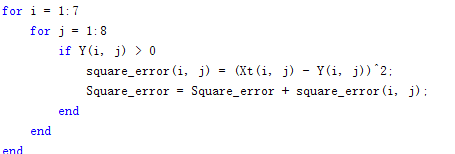 for i = 1:7
for j = 1:8
if Y(i, j) > 0
square_error(i, j) = (Xt(i, j) - Y(i, j))^2;
Square_error = Square_error + square_error(i, j);
end
end
end